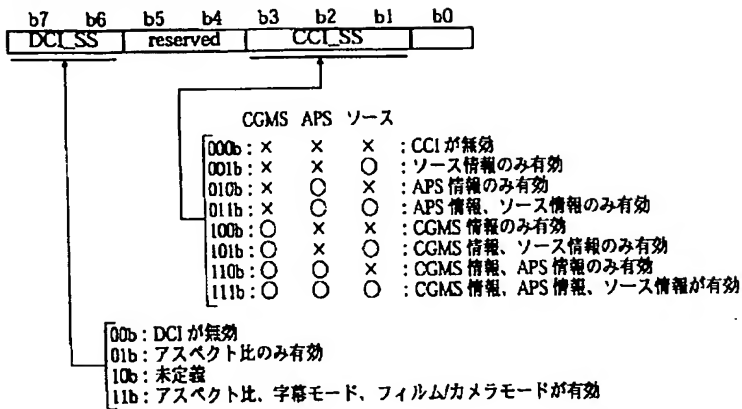 b7 b6 b5 b4 b3 b2 b1 b0
DCI_SS reserved CCI_SS
CGMS APS ソース
000b : × × × : CCI が無効
001b : × × ○ : ソース情報のみ有効
010b : × ○ × : APS 情報のみ有効
011b : × ○ ○ : APS 情報、ソース情報のみ有効
100b : ○ × × : CGMS 情報のみ有効
101b : ○ × ○ : CGMS 情報、ソース情報のみ有効
110b : ○ ○ × : CGMS 情報、APS 情報のみ有効
111b : ○ ○ ○ : CGMS 情報、APS 情報、ソース情報が有効
00b : DCI が無効
01b : アスペクト比のみ有効
10b : 未定義
11b : アスペクト比、字幕モード、フィルム/カメラモードが有効